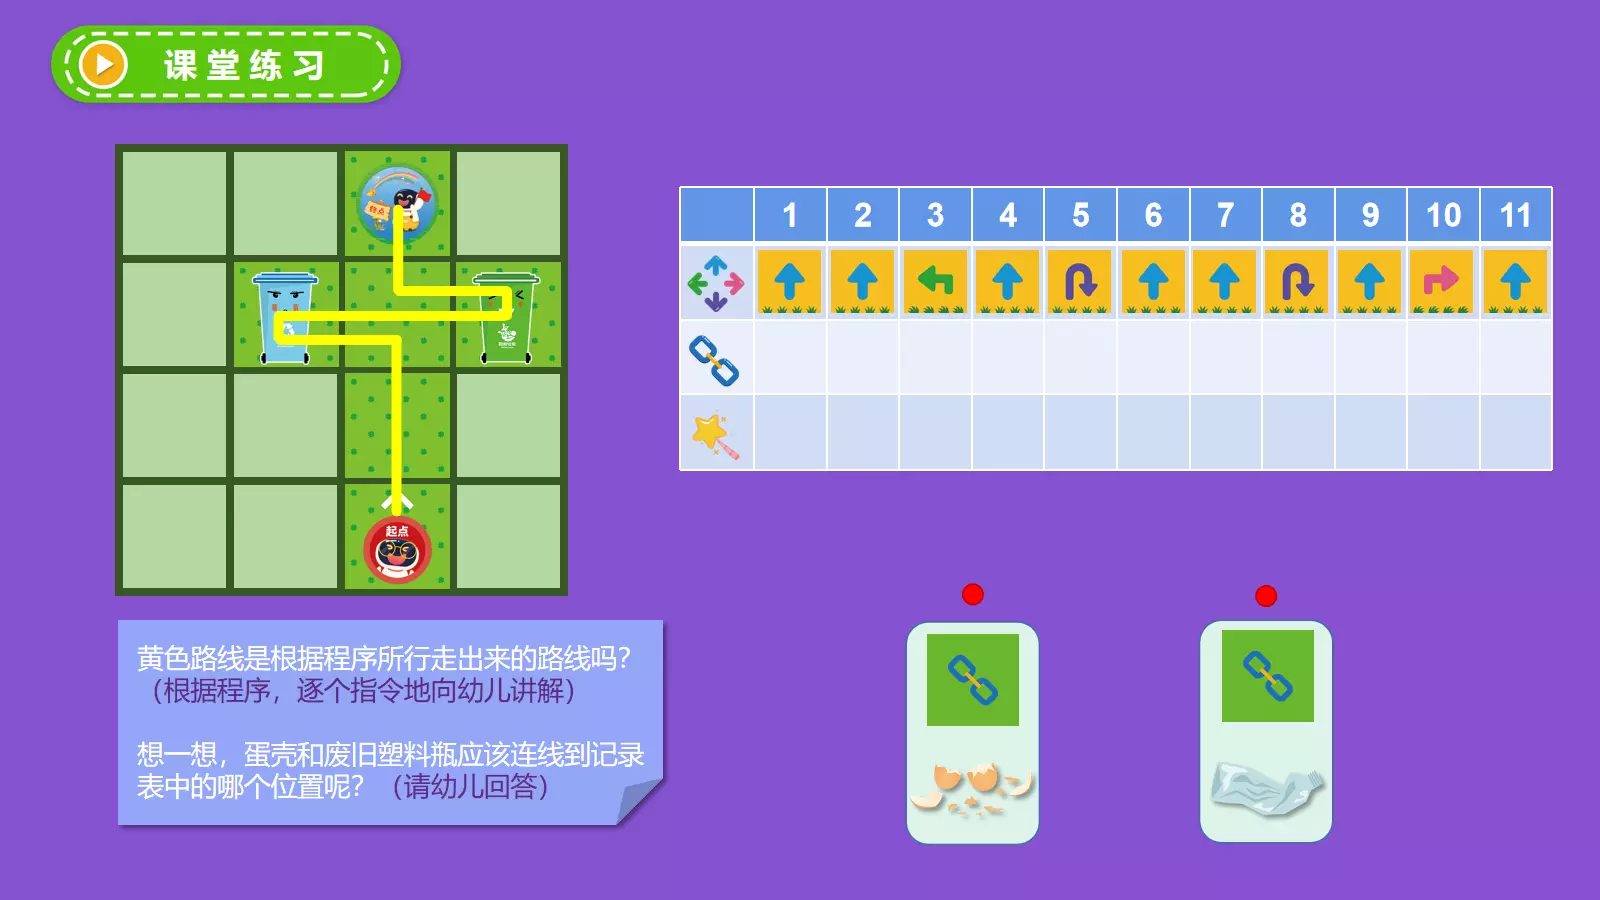 课堂练习
1 2 3 4 5 6 7 8 9 10 11
终点
起点
黄色路线是根据程序所行走出来的路线吗？
（根据程序，逐个指令地向幼儿讲解）
想一想，蛋壳和废旧塑料瓶应该连线到记录
表中的哪个位置呢？（请幼儿回答）